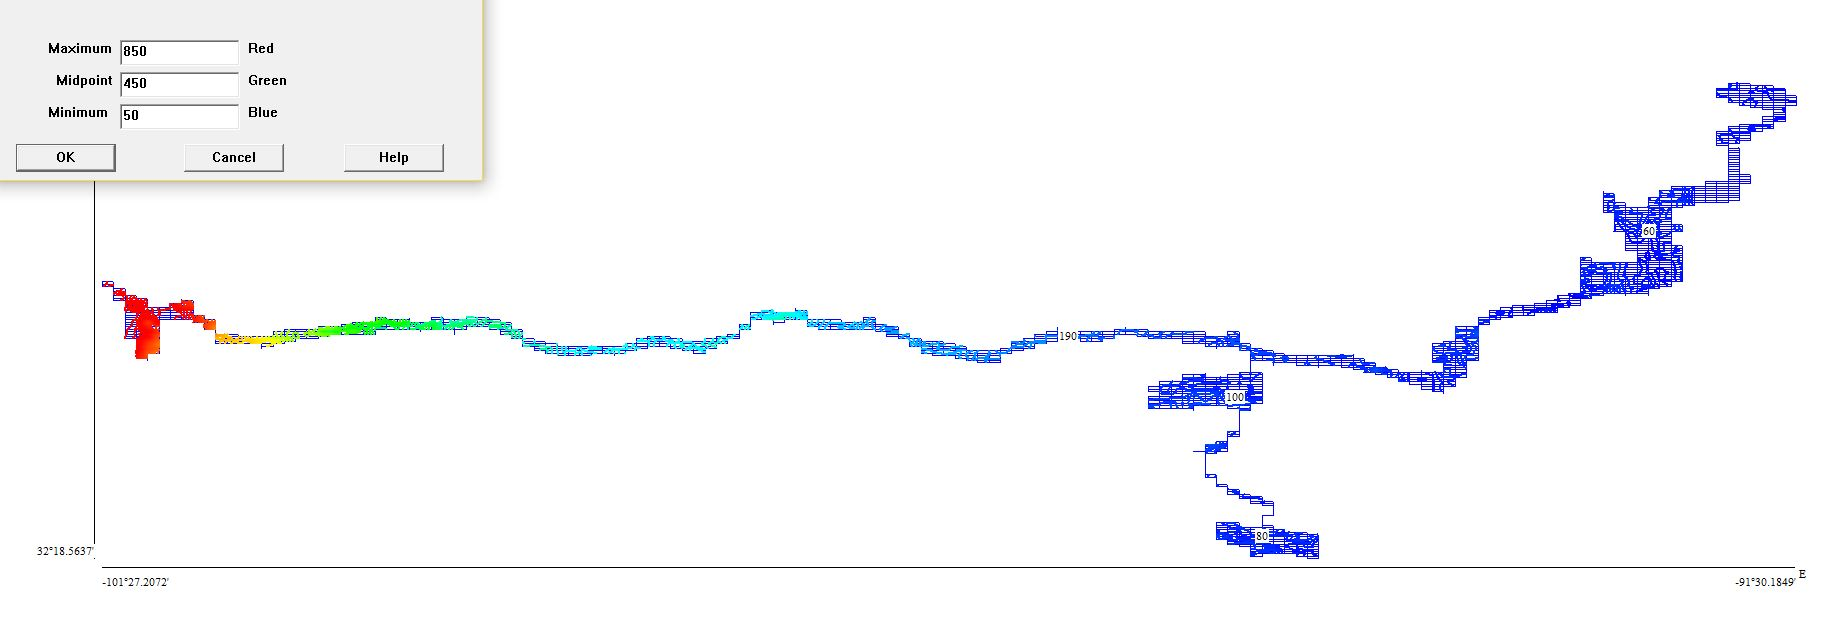 Maximum 850 Red
Midpoint 450 Green
Minimum 50 Blue
OK Cancel Help
60
190
100
80
32°18.5637'
E
-101°27.2072' -91°30.1849'